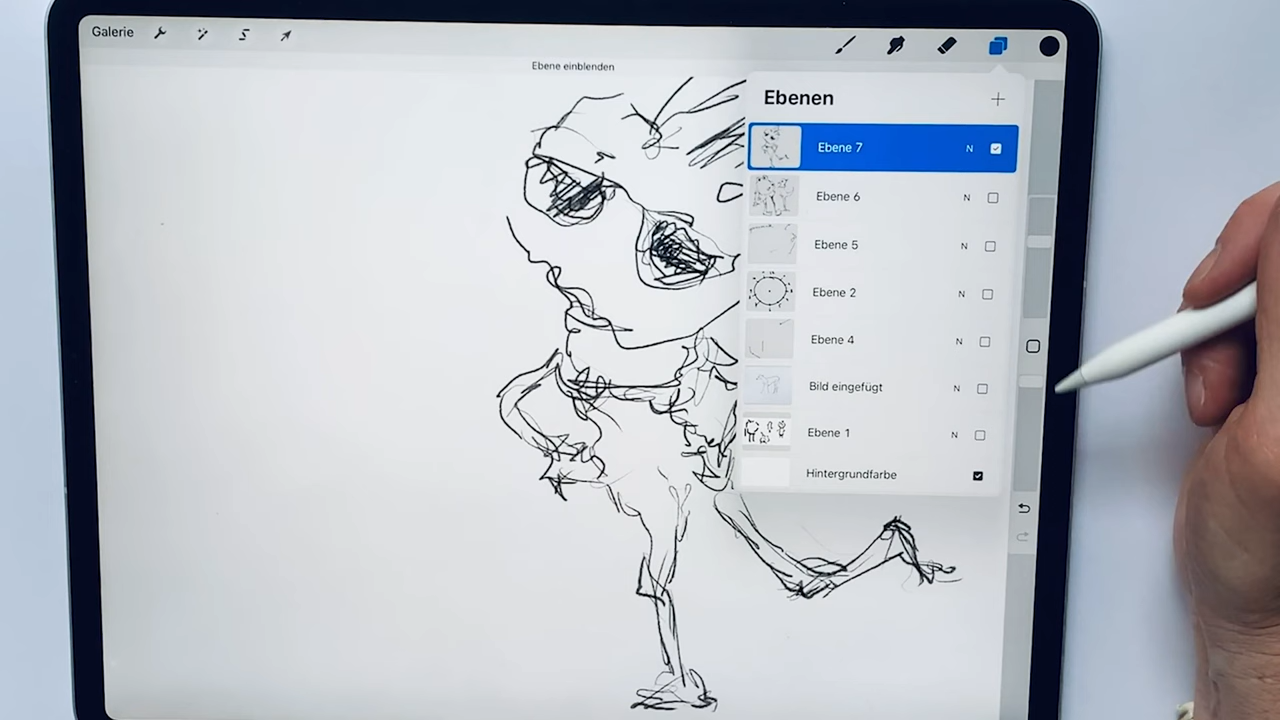 Galerie
Ebene einblenden
Ebenen
Ebene 7 N
Ebene 6 N
Ebene 5 N
Ebene 2 N
Ebene 4 N
Bild eingefügt N
Ebene 1 N
Hintergrundfarbe